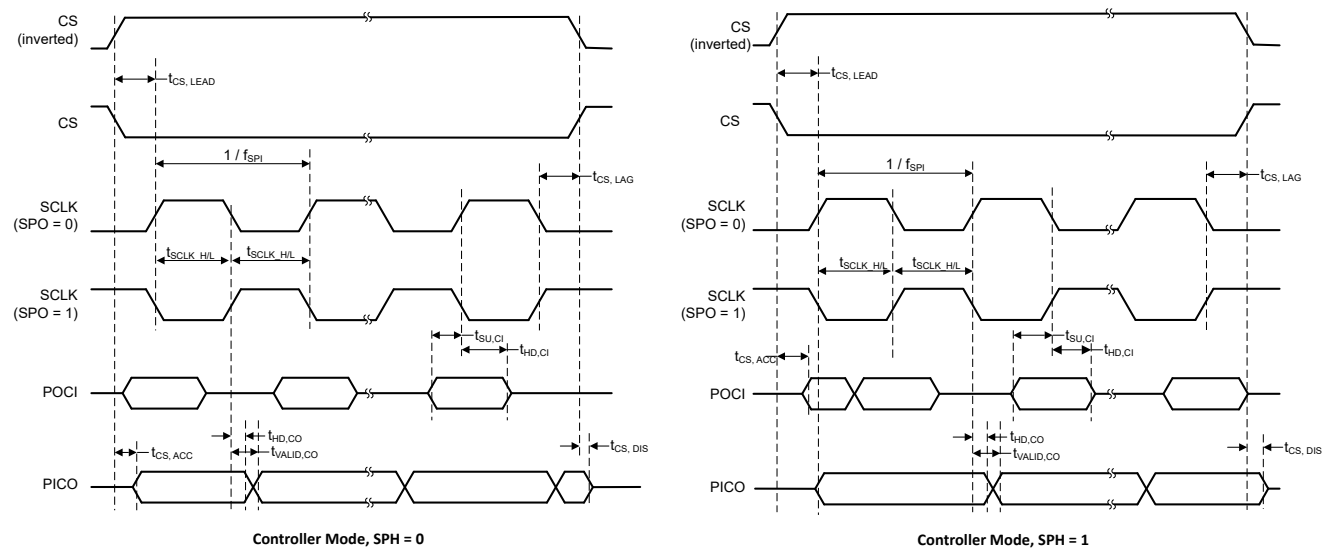 CS
(inverted)
tCS, LEAD
CS
1 / fSPI
tCS, LAG
SCLK
(SPO = 0)
tSCLK_H/L
tSCLK_H/L
SCLK
(SPO = 1)
tSU,CI
tHD,CI
POCI
tHD,CO
tCS, ACC
tVALID,CO
tCS, DIS
PICO
Controller Mode, SPH = 0
CS
(inverted)
tCS, LEAD
CS
1 / fSPI
tCS, LAG
SCLK
(SPO = 0)
tSCLK_H/L
tSCLK_H/L
SCLK
(SPO = 1)
tSU,CI
tCS, ACC
tHD,CI
POCI
tHD,CO
tVALID,CO
tCS, DIS
PICO
Controller Mode, SPH = 1